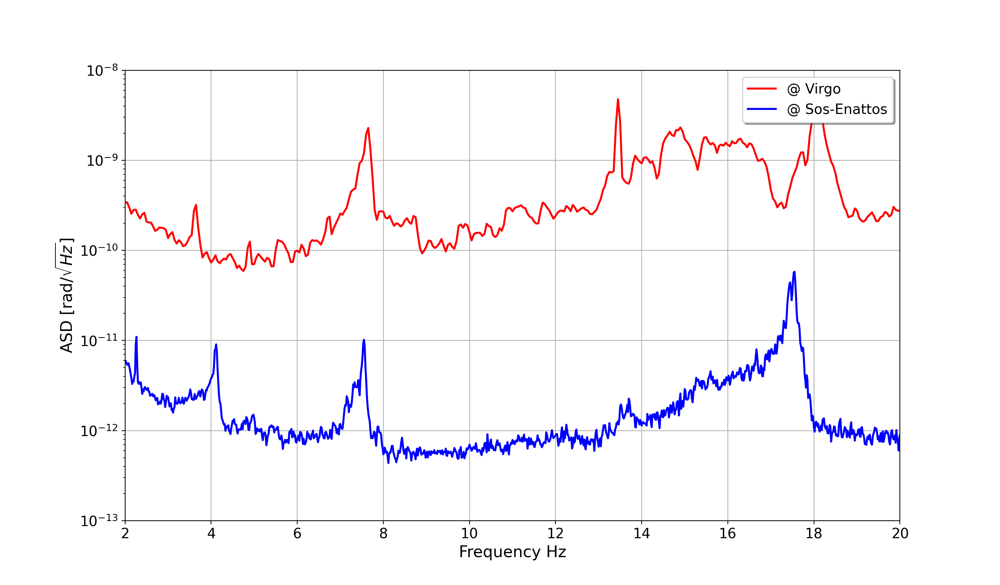 @ Virgo
@ Sos-Enattos
10⁻⁸
10⁻⁹
10⁻¹⁰
10⁻¹¹
10⁻¹²
10⁻¹³
ASD [rad/√Hz]
2 4 6 8 10 12 14 16 18 20
Frequency Hz